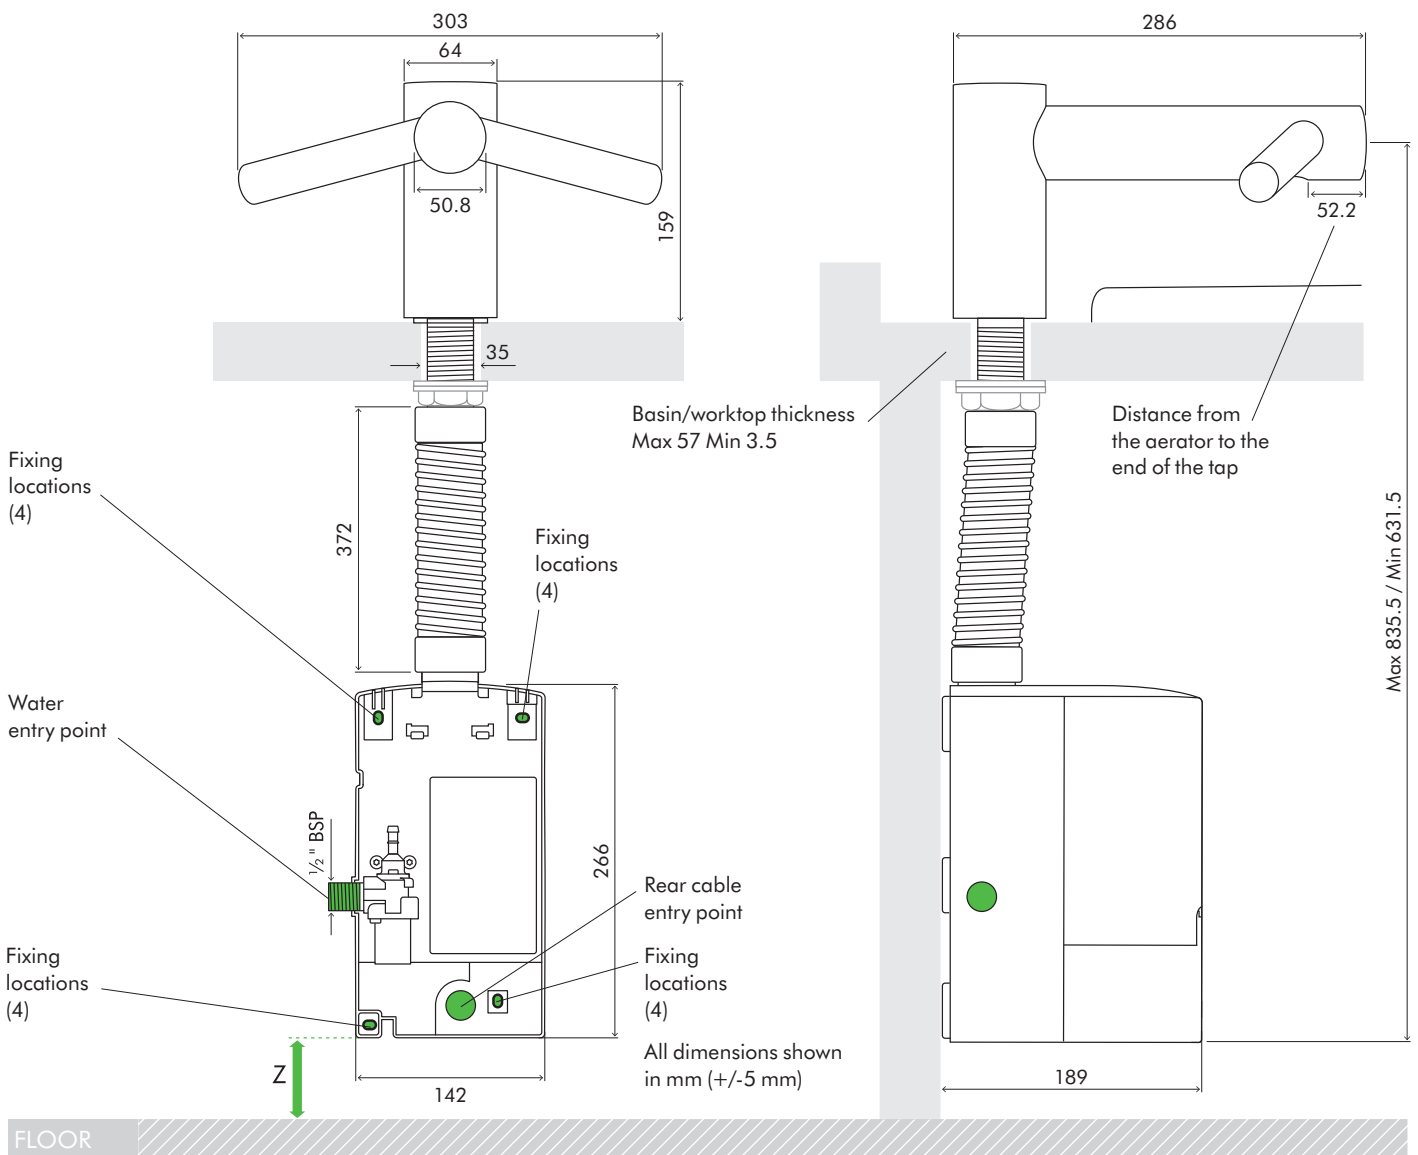 303
64
50.8
159
35
286
52.2
Basin/worktop thickness
Max 57 Min 3.5
Distance from
the aerator to the
end of the tap
Max 835.5 / Min 631.5
Fixing
locations
(4)
372
Fixing
locations
(4)
Water
entry point
½" BSP
266
Rear cable
entry point
Fixing
locations
(4)
Fixing
locations
(4)
All dimensions shown
in mm (+/-5 mm)
Z
142
189
FLOOR